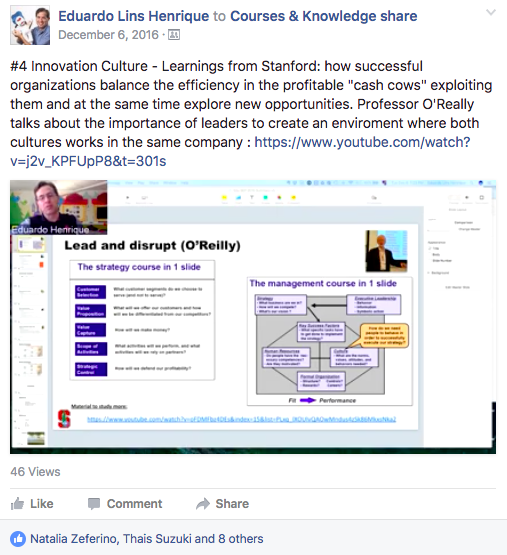 Eduardo Lins Henrique to Courses & Knowledge share
December 6, 2016 ·
#4 Innovation Culture - Learnings from Stanford: how successful
organizations balance the efficiency in the profitable "cash cows" exploiting
them and at the same time explore new opportunities. Professor O'Really
talks about the importance of leaders to create an enviroment where both
cultures works in the same company : https://www.youtube.com/watch?
v=j2v_KPFUpP8&t=301s
Eduardo Henrique
Lead and disrupt (O'Reilly)
The strategy course in 1 slide
Customer Selection
What customer segments do we choose to
serve (and not to serve)?
Value Proposition
What will we offer our customers and how
will we be differentiated from our competitors?
Value Capture
How will we make money?
Scope of Activities
What activities will we perform, and what
activities will we rely on partners?
Strategic Control
How will we defend our profitability?
The management course in 1 slide
Strategy
Executive Leadership
Key Success Factors
Human Resources
Culture
How do we need
people to behave in
order to successfully
execute our strategy?
Formal Organization
Fit
Performance
Material to study more:
46 Views
Like
Comment
Share
Natalia Zeferino, Thais Suzuki and 8 others